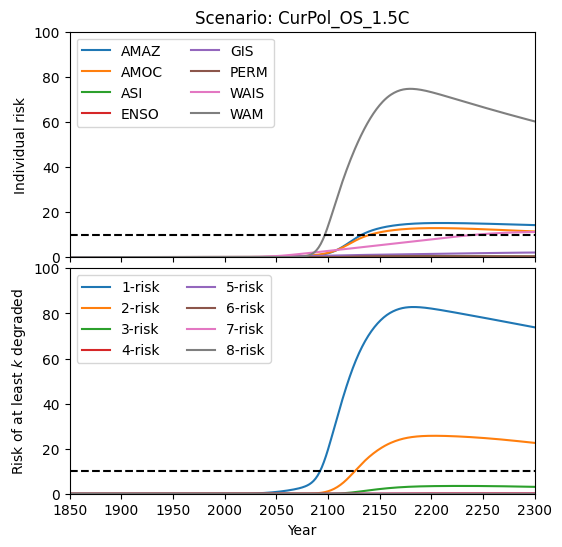 Scenario: CurPol_OS_1.5C
100
80
60
40
20
0
Individual risk
AMAZ
AMOC
ASI
ENSO
GIS
PERM
WAIS
WAM
100
80
60
40
20
0
Risk of at least k degraded
1-risk
2-risk
3-risk
4-risk
5-risk
6-risk
7-risk
8-risk
1850 1900 1950 2000 2050 2100 2150 2200 2250 2300
Year